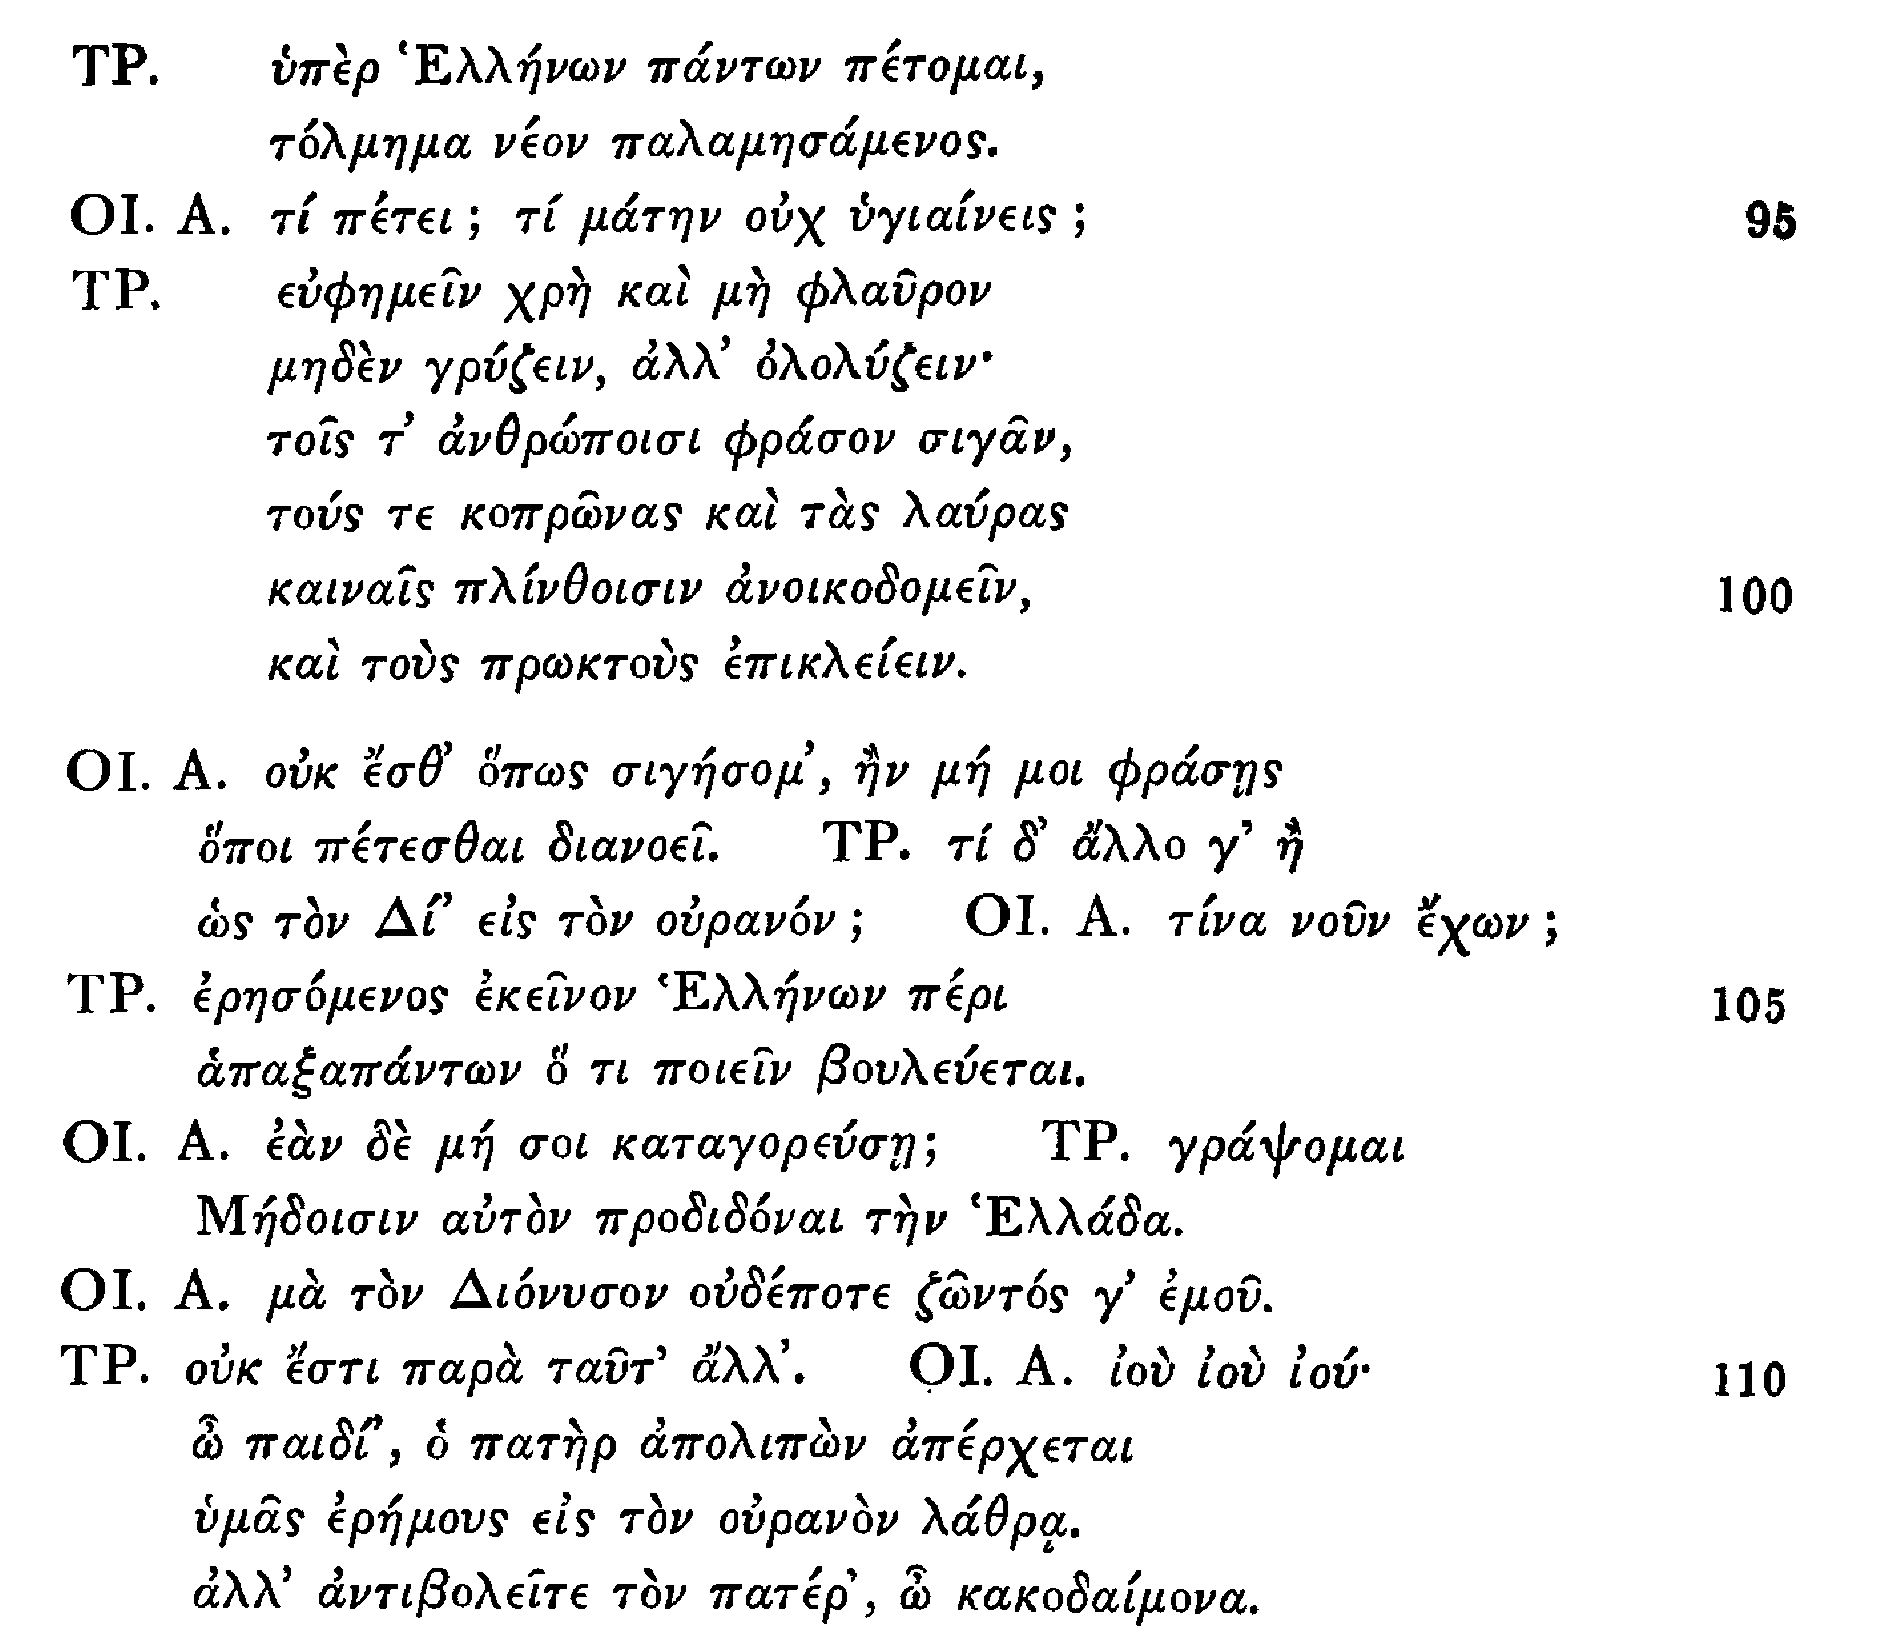 ΤΡ. ὑπὲρ Ἑλλήνων πάντων πέτομαι,
τόλμημα νέον παλαμησάμενος.
ΟΙ. Α. τί πέτει; τί μάτην οὐχ ὑγιαίνεις; 95
ΤΡ. εὐφημεῖν χρὴ καὶ μὴ φλαῦρον
μηδὲν γρύζειν, ἀλλ’ ὀλολύζειν·
τοῖς τ’ ἀνθρώποισι φράσον σιγᾶν,
τούς τε κοπρῶνας καὶ τὰς λαύρας
καιναῖς πλίνθοισιν ἀνοικοδομεῖν, 100
καὶ τοὺς πρωκτοὺς ἐπικλείειν.
ΟΙ. Α. οὐκ ἔσθ’ ὅπως σιγήσομ’, ἢν μή μοι φράσῃς
ὅποι πέτεσθαι διανοεῖ. ΤΡ. τί δ’ ἄλλο γ’ ἢ
ὡς τὸν Δί’ εἰς τὸν οὐρανόν; ΟΙ. Α. τίνα νοῦν ἔχων;
ΤΡ. ἐρησόμενος ἐκεῖνον Ἑλλήνων πέρι 105
ἁπαξαπάντων ὅ τι ποιεῖν βουλεύεται.
ΟΙ. Α. ἐὰν δὲ μή σοι καταγορεύσῃ; ΤΡ. γράψομαι
Μήδοισιν αὐτὸν προδιδόναι τὴν Ἑλλάδα.
ΟΙ. Α. μὰ τὸν Διόνυσον οὐδέποτε ζῶντός γ’ ἐμοῦ.
ΤΡ. οὐκ ἔστι παρὰ ταῦτ’ ἄλλ’. ΟΙ. Α. ἰοὺ ἰοὺ ἰού· 110
ὦ παιδί’, ὁ πατὴρ ἀπολιπὼν ἀπέρχεται
ὑμᾶς ἐρήμους εἰς τὸν οὐρανὸν λάθρᾳ.
ἀλλ’ ἀντιβολεῖτε τὸν πατέρ’, ὦ κακοδαίμονα.